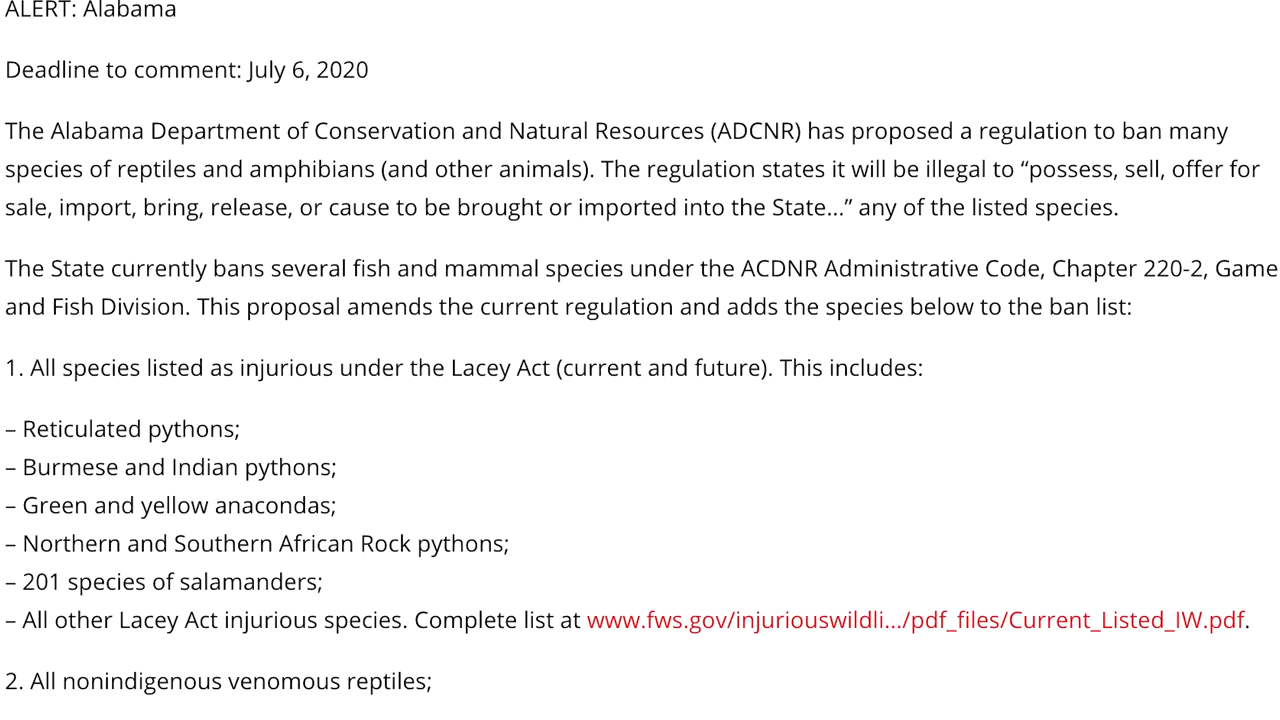 ALERT: Alabama
Deadline to comment: July 6, 2020
The Alabama Department of Conservation and Natural Resources (ADCNR) has proposed a regulation to ban many
species of reptiles and amphibians (and other animals). The regulation states it will be illegal to “possess, sell, offer for
sale, import, bring, release, or cause to be brought or imported into the State...” any of the listed species.
The State currently bans several fish and mammal species under the ACDNR Administrative Code, Chapter 220-2, Game
and Fish Division. This proposal amends the current regulation and adds the species below to the ban list:
1. All species listed as injurious under the Lacey Act (current and future). This includes:
– Reticulated pythons;
– Burmese and Indian pythons;
– Green and yellow anacondas;
– Northern and Southern African Rock pythons;
– 201 species of salamanders;
– All other Lacey Act injurious species. Complete list at www.fws.gov/injuriouswildli.../pdf_files/Current_Listed_IW.pdf.
2. All nonindigenous venomous reptiles;